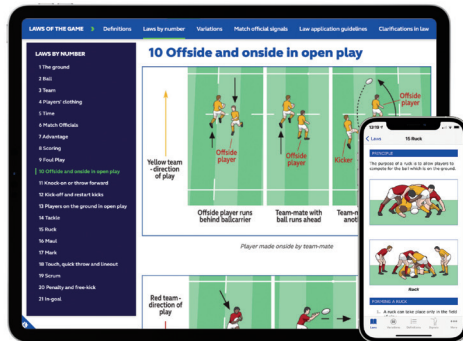 LAWS OF THE GAME
Definitions
Laws by number
Variations
Match official signals
Law application guidelines
Clarifications in law
LAWS BY NUMBER
1 The ground
2 Ball
3 Team
4 Players' clothing
5 Time
6 Match Officials
7 Advantage
8 Scoring
9 Foul Play
10 Offside and onside in open play
11 Knock-on or throw forward
12 Kick-off and restart kicks
13 Players on the ground in open play
14 Tackle
15 Ruck
16 Maul
17 Mark
18 Touch, quick throw and lineout
19 Scrum
20 Penalty and free-kick
21 In-goal
10 Offside and onside in open play
Yellow team
- direction
of play
Offside
player
Offside
player
Offside
player
Kicker
Offside player runs
behind ballcarrier
Team-mate with
ball runs ahead
Team-m
anot
Player made onside by team-mate
Red team -
direction of
play
12:15
Laws
15 Ruck
PRINCIPLE
The purpose of a ruck is to allow players to
compete for the ball which is on the ground.
Ruck
FORMING A RUCK
1. A ruck can take place only in the field
Laws